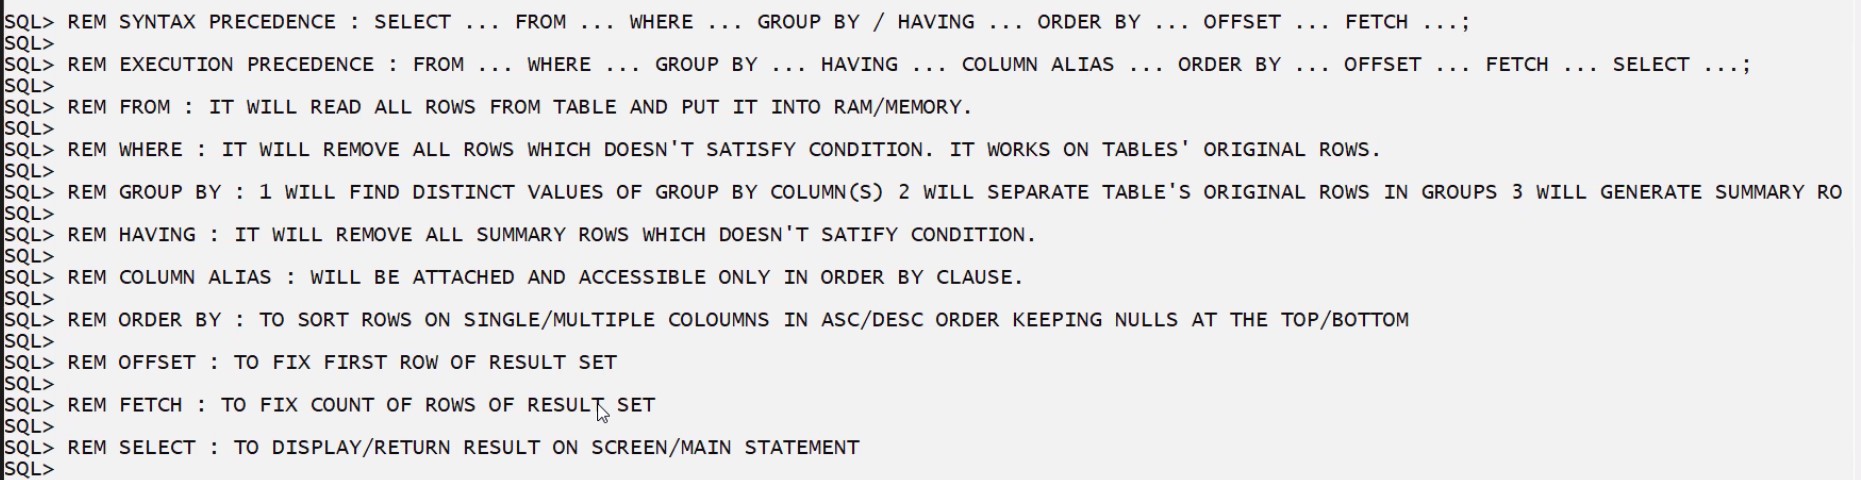 SQL> REM SYNTAX PRECEDENCE : SELECT ... FROM ... WHERE ... GROUP BY / HAVING ... ORDER BY ... OFFSET ... FETCH ...;
SQL>
SQL> REM EXECUTION PRECEDENCE : FROM ... WHERE ... GROUP BY ... HAVING ... COLUMN ALIAS ... ORDER BY ... OFFSET ... FETCH ... SELECT ...;
SQL>
SQL> REM FROM : IT WILL READ ALL ROWS FROM TABLE AND PUT IT INTO RAM/MEMORY.
SQL>
SQL> REM WHERE : IT WILL REMOVE ALL ROWS WHICH DOESN'T SATISFY CONDITION. IT WORKS ON TABLES' ORIGINAL ROWS.
SQL>
SQL> REM GROUP BY : 1 WILL FIND DISTINCT VALUES OF GROUP BY COLUMN(S) 2 WILL SEPARATE TABLE'S ORIGINAL ROWS IN GROUPS 3 WILL GENERATE SUMMARY RO
SQL>
SQL> REM HAVING : IT WILL REMOVE ALL SUMMARY ROWS WHICH DOESN'T SATIFY CONDITION.
SQL>
SQL> REM COLUMN ALIAS : WILL BE ATTACHED AND ACCESSIBLE ONLY IN ORDER BY CLAUSE.
SQL>
SQL> REM ORDER BY : TO SORT ROWS ON SINGLE/MULTIPLE COLOUMNS IN ASC/DESC ORDER KEEPING NULLS AT THE TOP/BOTTOM
SQL>
SQL> REM OFFSET : TO FIX FIRST ROW OF RESULT SET
SQL>
SQL> REM FETCH : TO FIX COUNT OF ROWS OF RESULT SET
SQL>
SQL> REM SELECT : TO DISPLAY/RETURN RESULT ON SCREEN/MAIN STATEMENT
SQL>